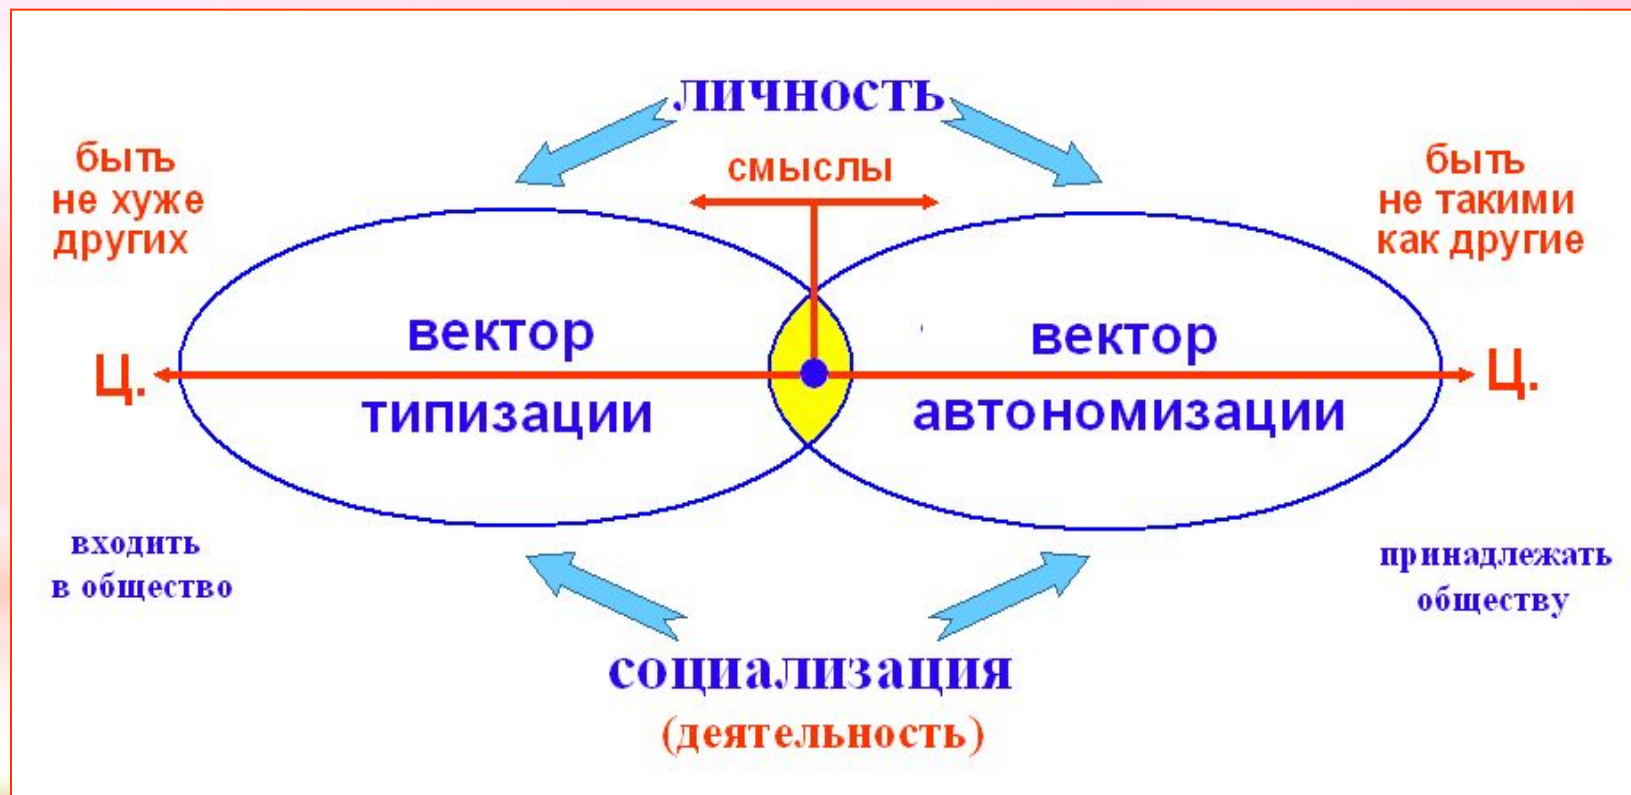 личность
смыслы
быть
не хуже
других
быть
не такими
как другие
вектор
типизации
вектор
автономизации
Ц.
Ц.
входить
в общество
принадлежать
обществу
социализация
(деятельность)